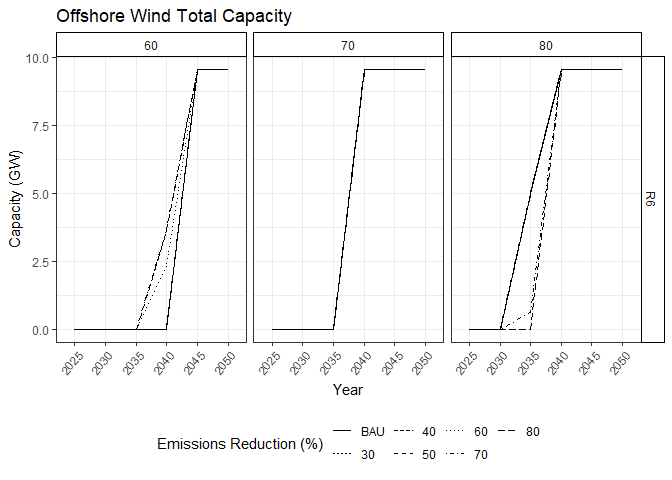 Offshore Wind Total Capacity
60 70 80
10.0
7.5
5.0
2.5
0.0
Capacity (GW)
R6
2025 2030 2035 2040 2045 2050 2025 2030 2035 2040 2045 2050 2025 2030 2035 2040 2045 2050
Year
Emissions Reduction (%)
BAU 40 60 80
30 50 70